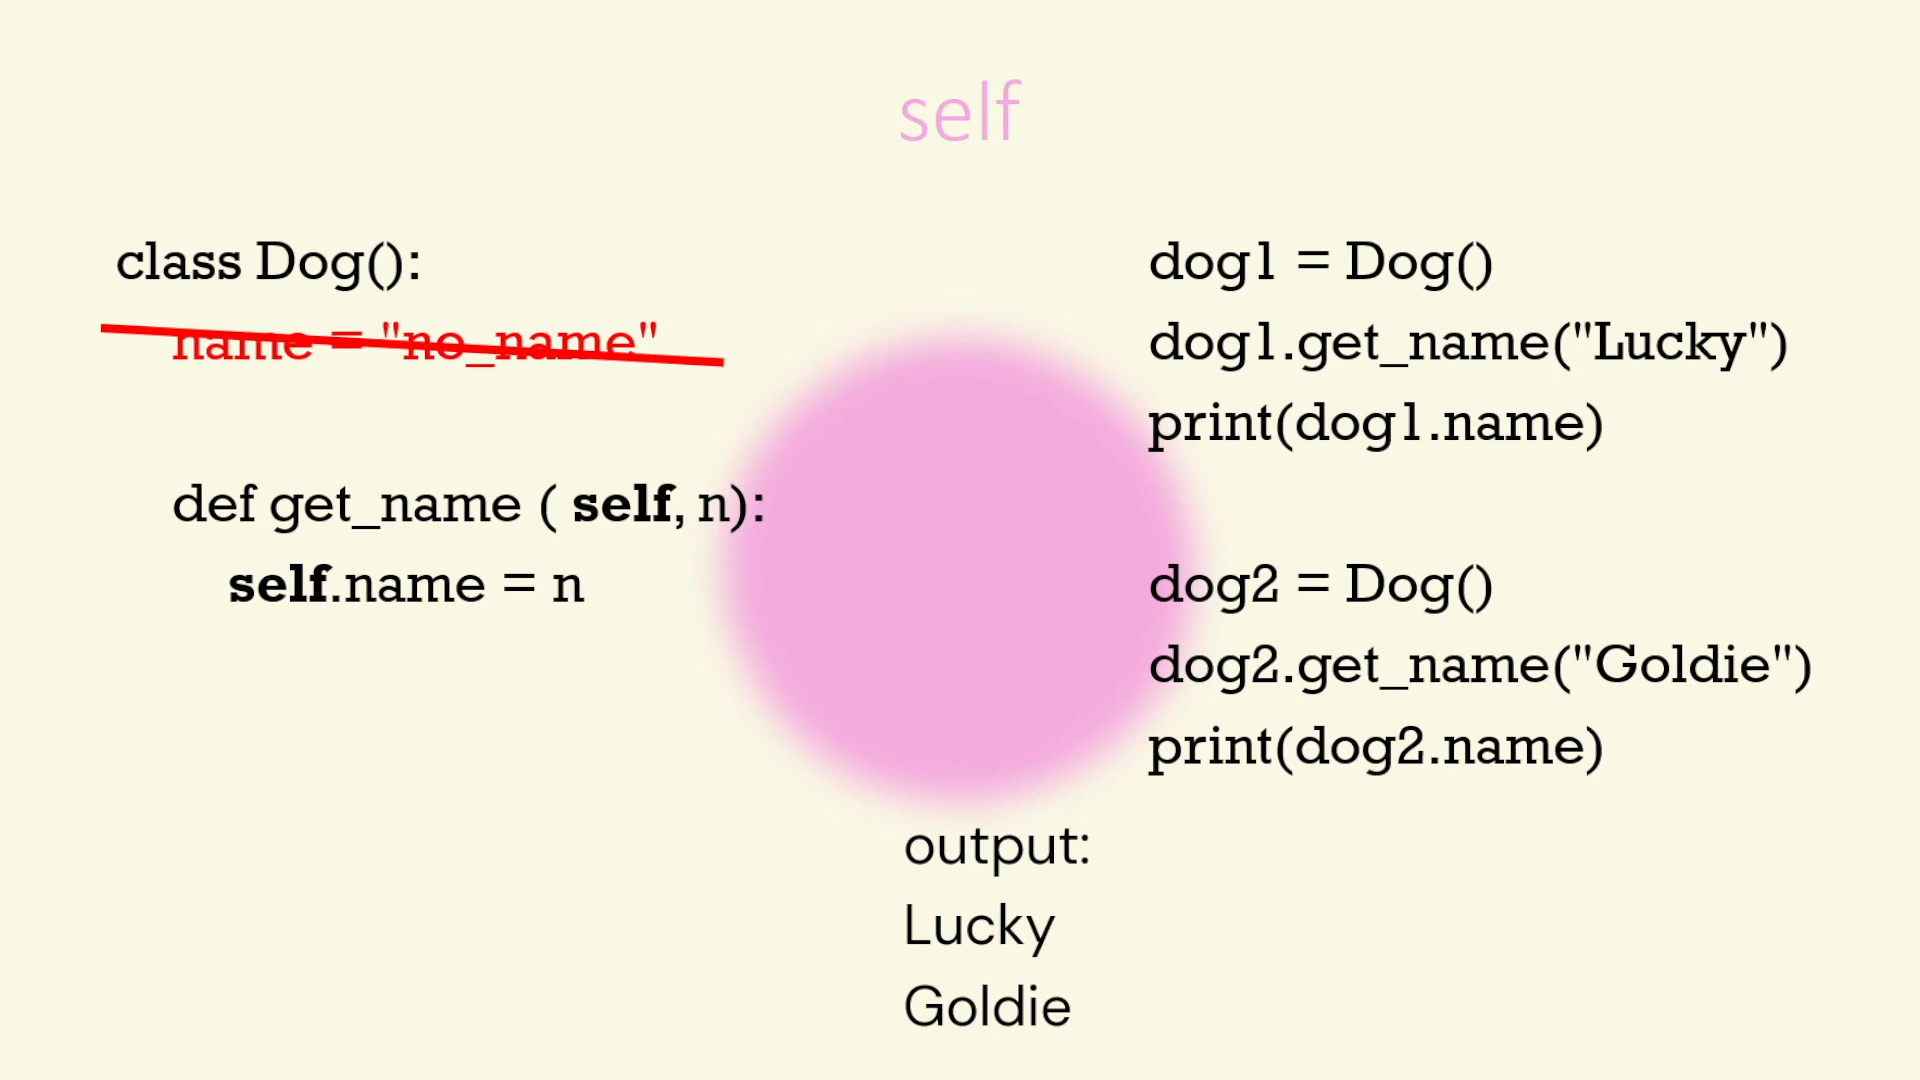 self
class Dog():
name = "no_name"
def get_name ( self, n):
self.name = n
dog1 = Dog()
dog1.get_name("Lucky")
print(dog1.name)
dog2 = Dog()
dog2.get_name("Goldie")
print(dog2.name)
output:
Lucky
Goldie